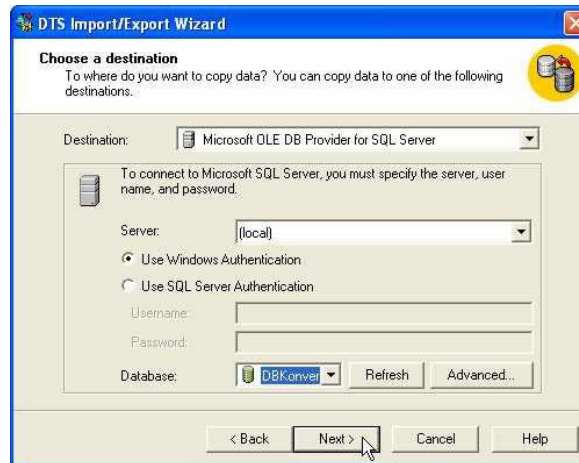 DTS Import/Export Wizard
Choose a destination
To where do you want to copy data? You can copy data to one of the following
destinations.
Destination: Microsoft OLE DB Provider for SQL Server
To connect to Microsoft SQL Server, you must specify the server, user
name, and password.
Server: (local)
Use Windows Authentication
Use SQL Server Authentication
Username:
Password:
Database: DBKonver Refresh Advanced...
< Back Next > Cancel Help